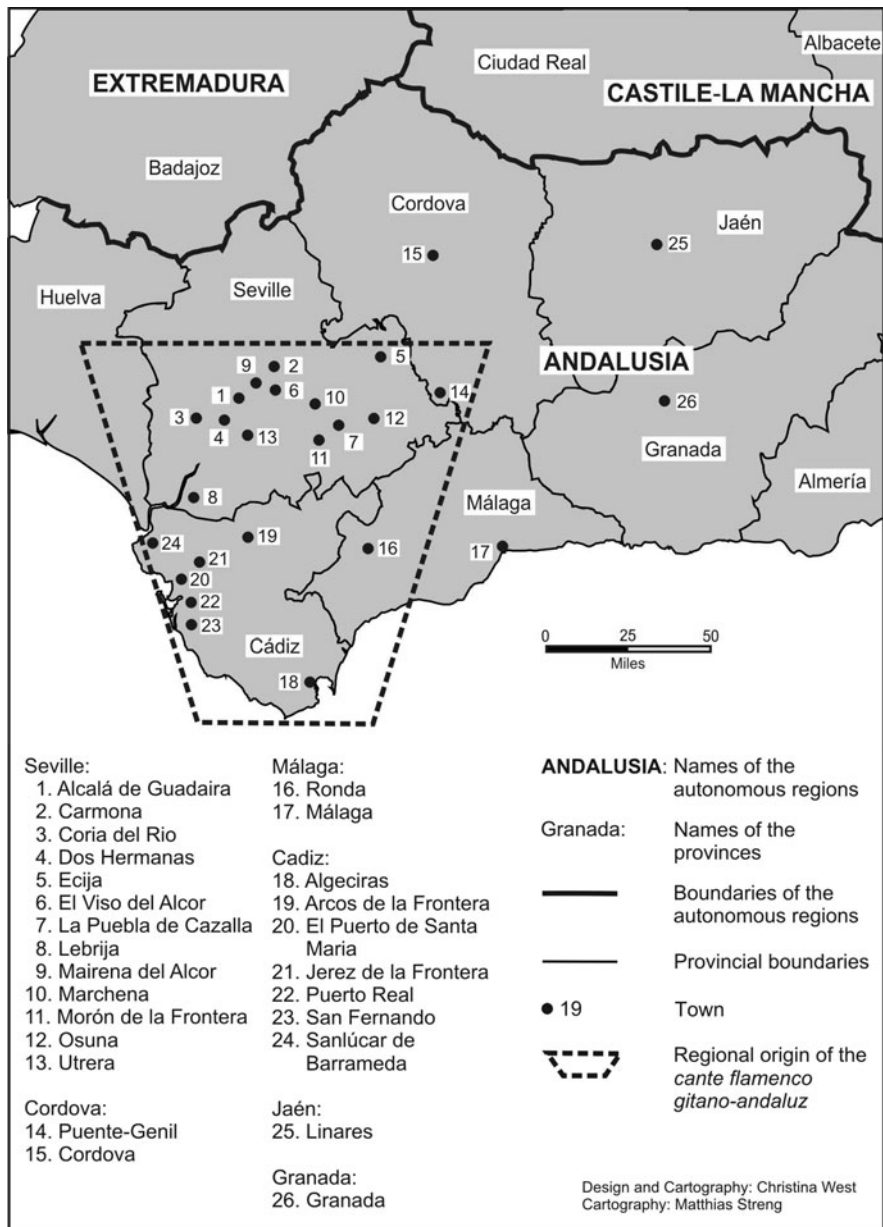 Albacete
Ciudad Real
EXTREMADURA
CASTILE-LA MANCHA
Badajoz
Cordova
Jaén
25
15
Huelva
Seville
5
9
2
ANDALUSIA
6
14
1
10
26
3
12
4
13
7
11
Granada
Almería
8
Málaga
19
24
16
17
21
20
22
23
0 25 50
Miles
Cádiz
18
Seville:
1. Alcalá de Guadaira
2. Carmona
3. Coria del Rio
4. Dos Hermanas
5. Ecija
6. El Viso del Alcor
7. La Puebla de Cazalla
8. Lebrija
9. Mairena del Alcor
10. Marchena
11. Morón de la Frontera
12. Osuna
13. Utrera
Cordova:
14. Puente-Genil
15. Cordova
Málaga:
16. Ronda
17. Málaga
Cadiz:
18. Algeciras
19. Arcos de la Frontera
20. El Puerto de Santa
Maria
21. Jerez de la Frontera
22. Puerto Real
23. San Fernando
24. Sanlúcar de
Barrameda
Jaén:
25. Linares
Granada:
26. Granada
ANDALUSIA: Names of the
autonomous regions
Granada: Names of the
provinces
Boundaries of the
autonomous regions
Provincial boundaries
19 Town
Regional origin of the
cante flamenco
gitano-andaluz
Design and Cartography: Christina West
Cartography: Matthias Streng